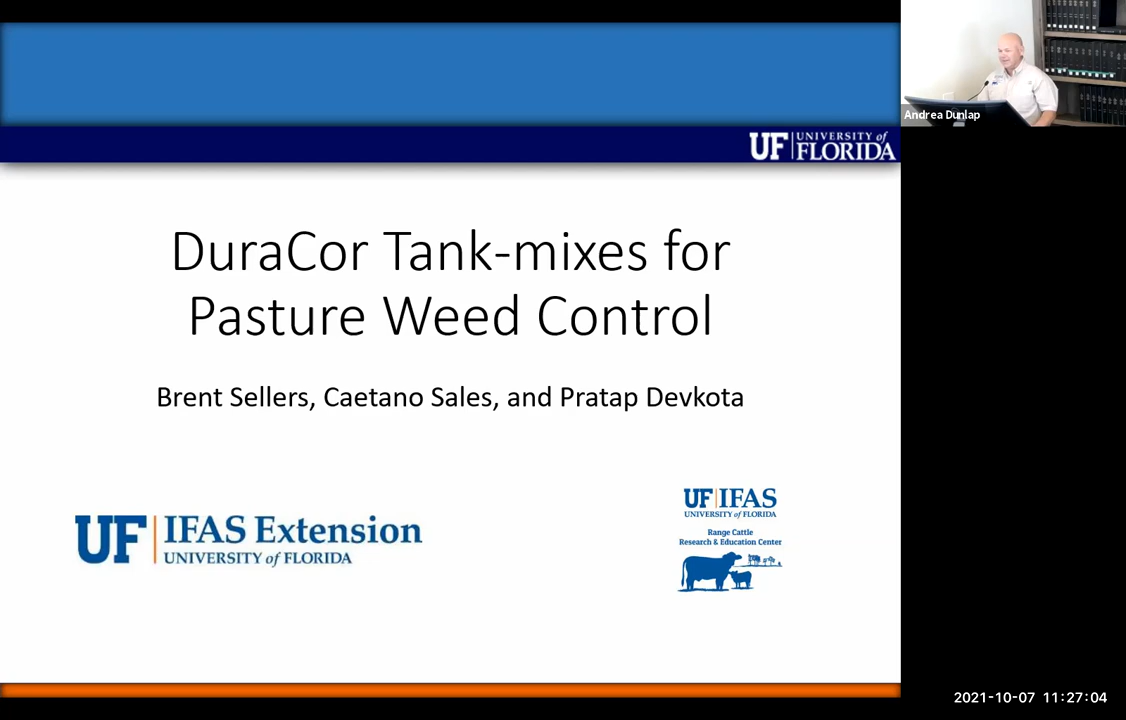 Andrea Dunlap
UF UNIVERSITY of FLORIDA
DuraCor Tank-mixes for
Pasture Weed Control
Brent Sellers, Caetano Sales, and Pratap Devkota
UF IFAS Extension
UNIVERSITY of FLORIDA
UF IFAS
UNIVERSITY of FLORIDA
Range Cattle
Research & Education Center
2021-10-07 11:27:04